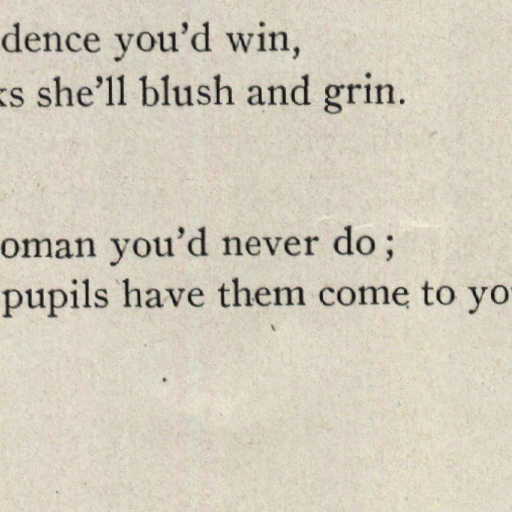 dence you’d win,
ks she’ll blush and grin.
oman you’d never do;
pupils have them come to yo